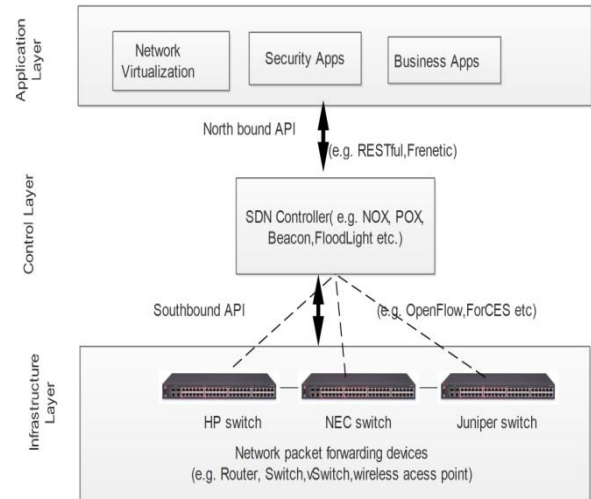 Application
Layer
Network
Virtualization
Security Apps
Business Apps
North bound API
(e.g. RESTful,Frenetic)
Control Layer
SDN Controller( e.g. NOX, POX,
Beacon,FloodLight etc.)
Southbound API
(e.g. OpenFlow,ForCES etc)
Infrastructure
Layer
HP switch
NEC switch
Juniper switch
Network packet forwarding devices
(e.g. Router, Switch,vSwitch,wireless acess point)